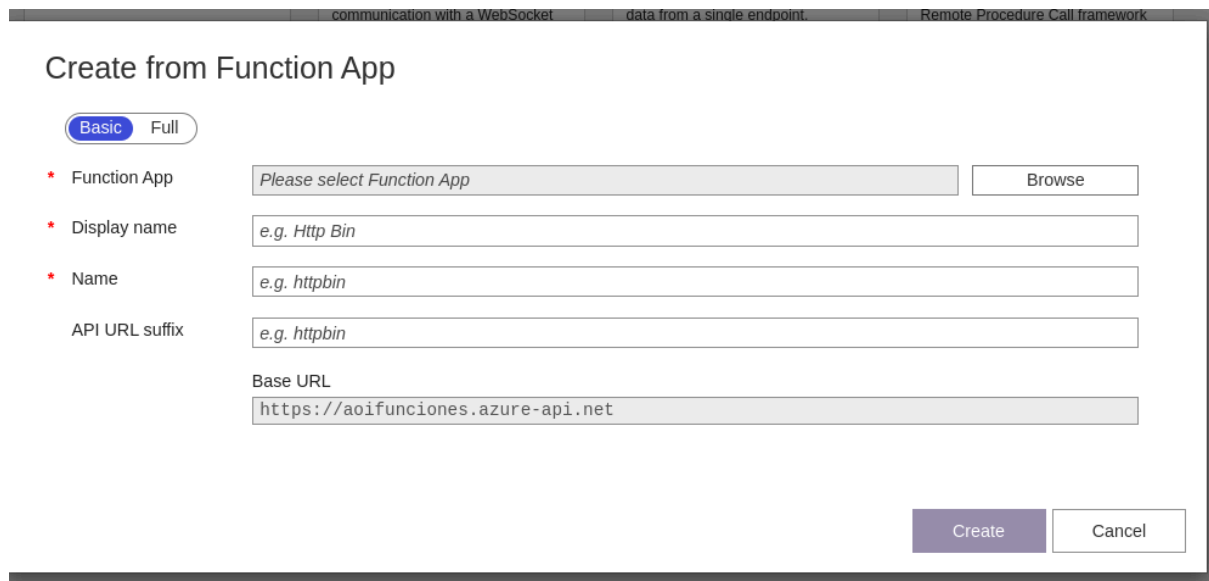 communication with a WebSocket data from a single endpoint. Remote Procedure Call framework
Create from Function App
Basic Full
* Function App Please select Function App Browse
* Display name e.g. Http Bin
* Name e.g. httpbin
API URL suffix e.g. httpbin
Base URL
https://aoifunciones.azure-api.net
Create Cancel